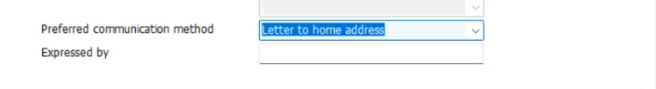 Preferred communication method Letter to home address
Expressed by